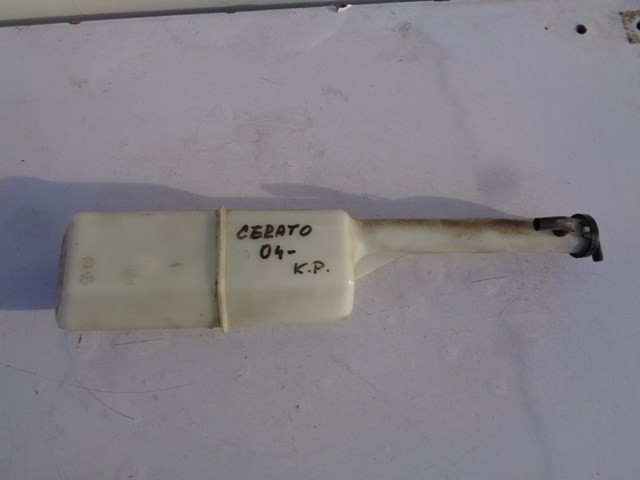 CERATO
04-
K.P.